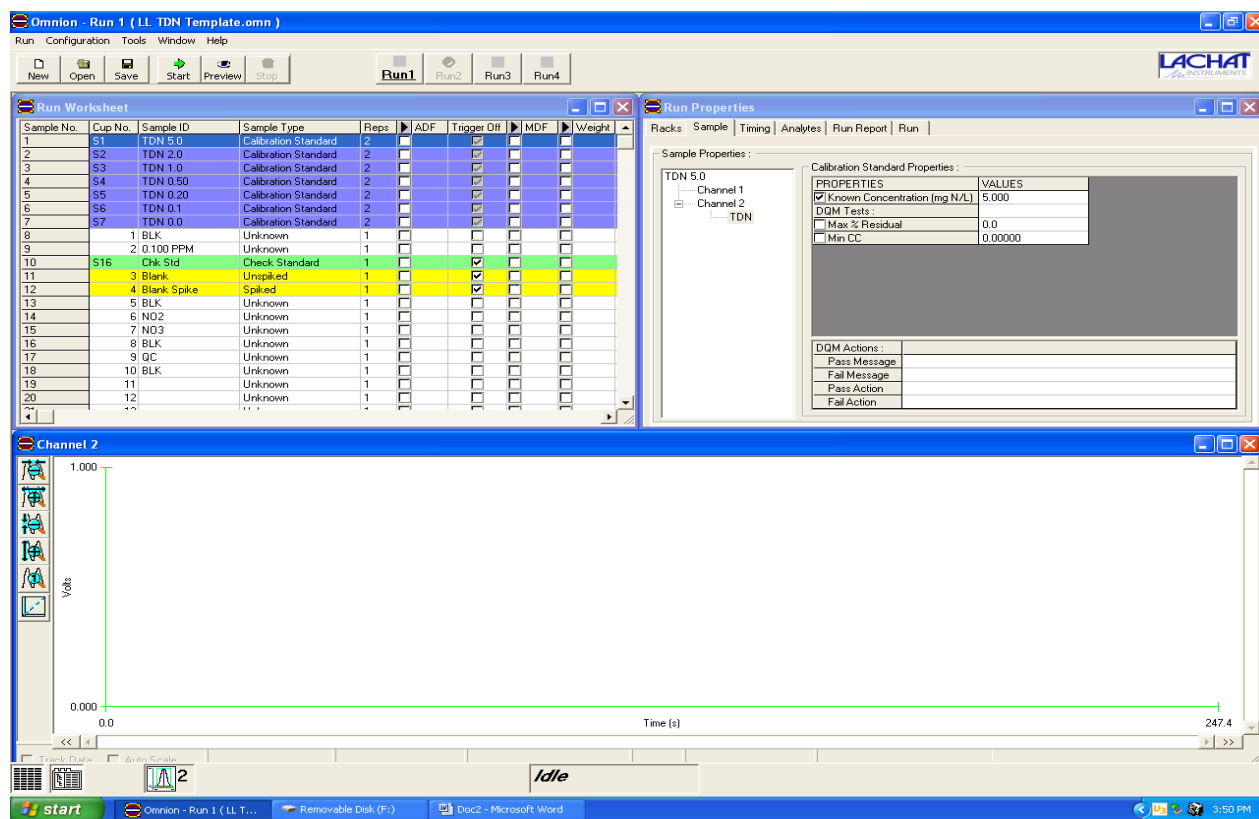 Omnion - Run 1 ( LL TDN Template.omn )
Run Configuration Tools Window Help
New Open Save Start Preview Stop Run1 Run2 Run3 Run4
LACHAT
INSTRUMENTS
Run Worksheet
Sample No. Cup No. Sample ID Sample Type Reps ADF Trigger Off MDF Weight
1 S1 TDN 5.0 Calibration Standard 2
2 S2 TDN 2.0 Calibration Standard 2
3 S3 TDN 1.0 Calibration Standard 2
4 S4 TDN 0.50 Calibration Standard 2
5 S5 TDN 0.20 Calibration Standard 2
6 S6 TDN 0.1 Calibration Standard 2
7 S7 TDN 0.0 Calibration Standard 2
8 1 BLK Unknown 1
9 2 0.100 PPM Unknown 1
10 S16 Chk Std Check Standard 1
11 3 Blank Unspiked 1
12 4 Blank Spike Spiked 1
13 5 BLK Unknown 1
14 6 NO2 Unknown 1
15 7 NO3 Unknown 1
16 8 BLK Unknown 1
17 9 QC Unknown 1
18 10 BLK Unknown 1
19 11 Unknown 1
20 12 Unknown 1
Run Properties
Racks Sample Timing Analytes Run Report Run
Sample Properties :
TDN 5.0
Channel 1
Channel 2
TDN
Calibration Standard Properties :
PROPERTIES VALUES
Known Concentration (mg N/L) 5.000
DQM Tests :
Max % Residual 0.0
Min CC 0.00000
DQM Actions :
Pass Message
Fail Message
Pass Action
Fail Action
Channel 2
1.000
Volts
0.000
0.0 Time (s) 247.4
<< >>
Track Data Auto Scale
2 Idle
start Omnion - Run 1 ( LL T... Removable Disk (F:) Doc2 - Microsoft Word 3:50 PM